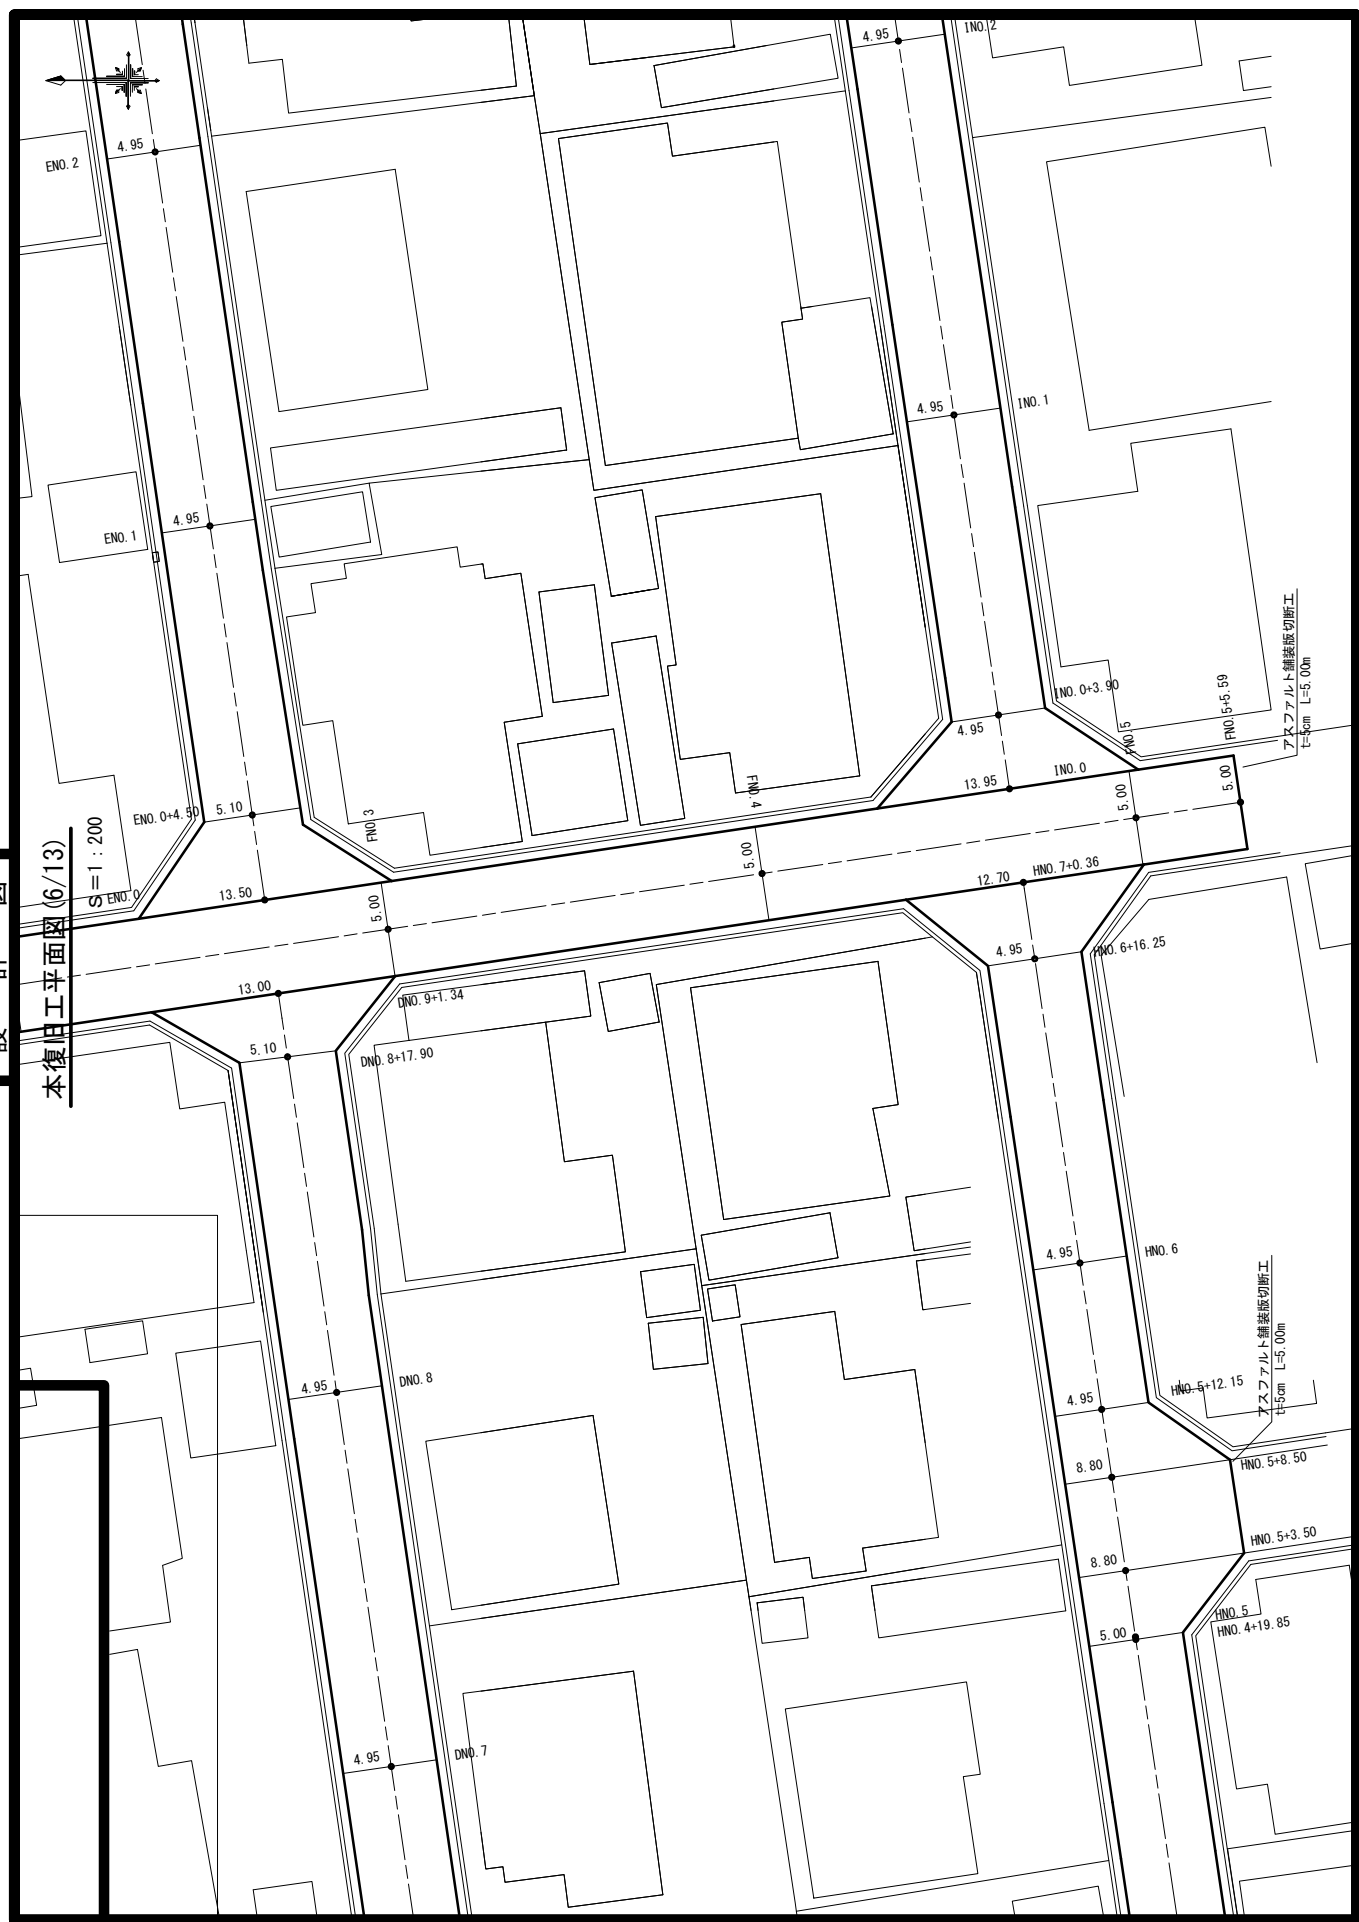 設 計 図
本復旧工平面図(6/13)
S=1:200
4.95
INO.2
4.95
ENO.2
4.95
INO.1
4.95
ENO.1
アスファルト舗装版切断工
t=5cm L=5.00m
INO.0+3.90
FNO.5+5.59
FNO.5
4.95
INO.0
13.95
5.00
5.00
FNO.4
ENO.0+4.50
5.10
FNO.3
5.00
12.70
HNO.7+0.36
ENO.0
13.50
5.00
4.95
HNO.6+16.25
13.00
DNO.9+1.34
5.10
DNO.8+17.90
4.95
HNO.6
アスファルト舗装版切断工
t=5cm L=5.00m
4.95
DNO.8
4.95
HNO.5+12.15
8.80
HNO.5+8.50
8.80
HNO.5+3.50
HNO.5
5.00
HNO.4+19.85
4.95
DNO.7